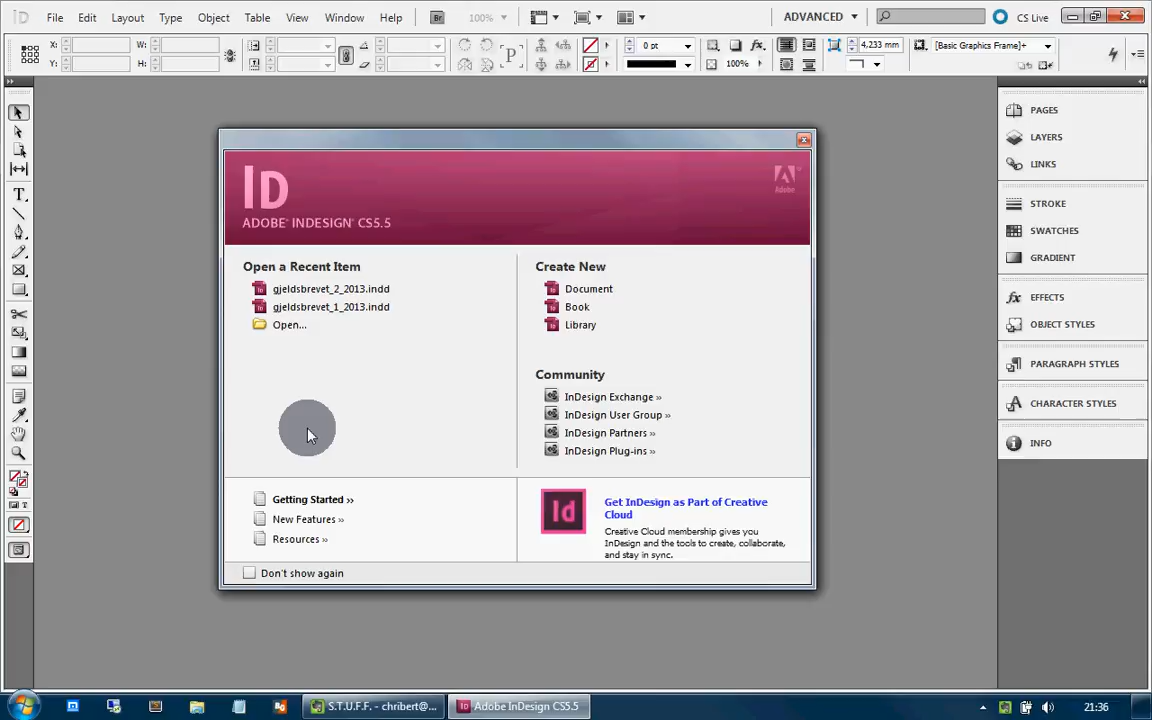 ID File Edit Layout Type Object Table View Window Help Br 100% ADVANCED CS Live
X: W: 0 pt 4,233 mm [Basic Graphics Frame]+
Y: H: P fx. 100%
PAGES
LAYERS
LINKS
STROKE
SWATCHES
GRADIENT
fx EFFECTS
OBJECT STYLES
PARAGRAPH STYLES
CHARACTER STYLES
INFO
ID
Adobe
ADOBE® INDESIGN® CS5.5
Open a Recent Item
gjeldsbrevet_2_2013.indd
gjeldsbrevet_1_2013.indd
Open...
Create New
Document
Book
Library
Community
InDesign Exchange »
InDesign User Group »
InDesign Partners »
InDesign Plug-ins »
Getting Started »
New Features »
Resources »
Id
Get InDesign as Part of Creative
Cloud
Creative Cloud membership gives you
InDesign and the tools to create, collaborate,
and stay in sync.
Don't show again
S.T.U.F.F. - chribert@... Adobe InDesign CS5.5 21:36